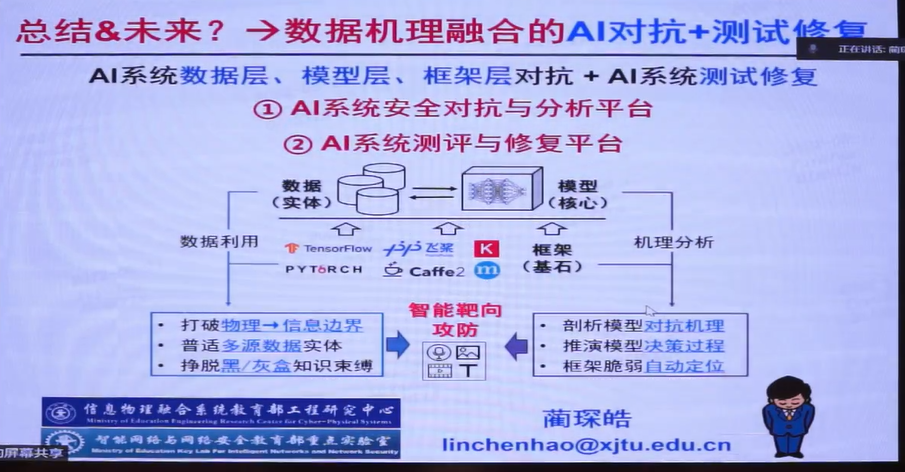 总结&未来？→数据机理融合的AI对抗+测试修复
正在讲话: 蔺琛
AI系统数据层、模型层、框架层对抗 + AI系统测试修复
① AI系统安全对抗与分析平台
② AI系统测评与修复平台
数据
（实体）
模型
（核心）
数据利用
TensorFlow
飞桨
K
PYTORCH
Caffe2
m
框架
（基石）
机理分析
• 打破物理→信息边界
• 普适多源数据实体
• 挣脱黑/灰盒知识束缚
智能靶向
攻防
T
• 剖析模型对抗机理
• 推演模型决策过程
• 框架脆弱自动定位
信息物理融合系统教育部工程研究中心
Ministry of Education Engineering Research Center for Cyber-Physical Systems
智能网络与网络安全教育部重点实验室
Ministry of Education Key Lab For Intelligent Networks and Network Security
蔺琛皓
linchenhao@xjtu.edu.cn
的屏幕共享